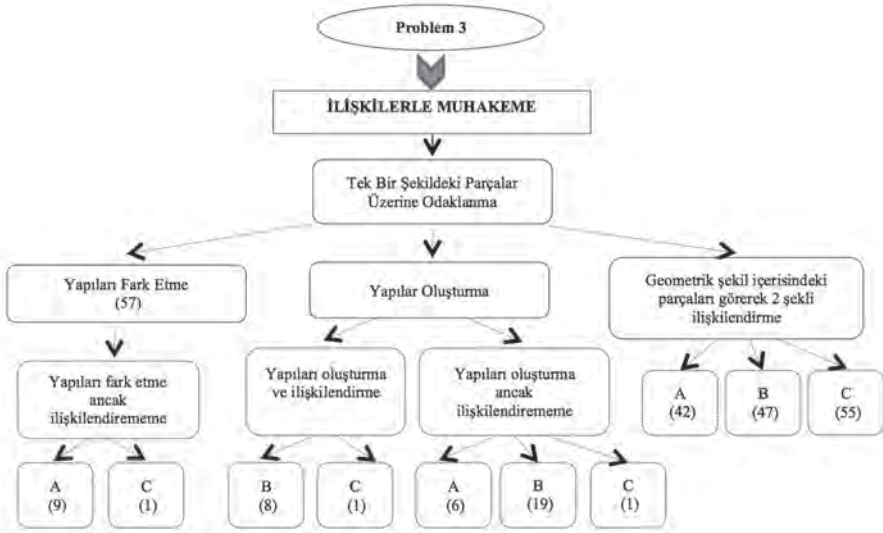 Problem 3
İLİŞKİLERLE MUHAKEME
Tek Bir Şekildeki Parçalar
Üzerine Odaklanma
Yapıları Fark Etme
(57)
Yapılar Oluşturma
Geometrik şekil içerisindeki
parçaları görerek 2 şekli
ilişkilendirme
Yapıları fark etme
ancak
ilişkilendirememe
Yapıları oluşturma
ve ilişkilendirme
Yapıları oluşturma
ancak
ilişkilendirememe
A
(42)
B
(47)
C
(55)
A
(9)
C
(1)
B
(8)
C
(1)
A
(6)
B
(19)
C
(1)